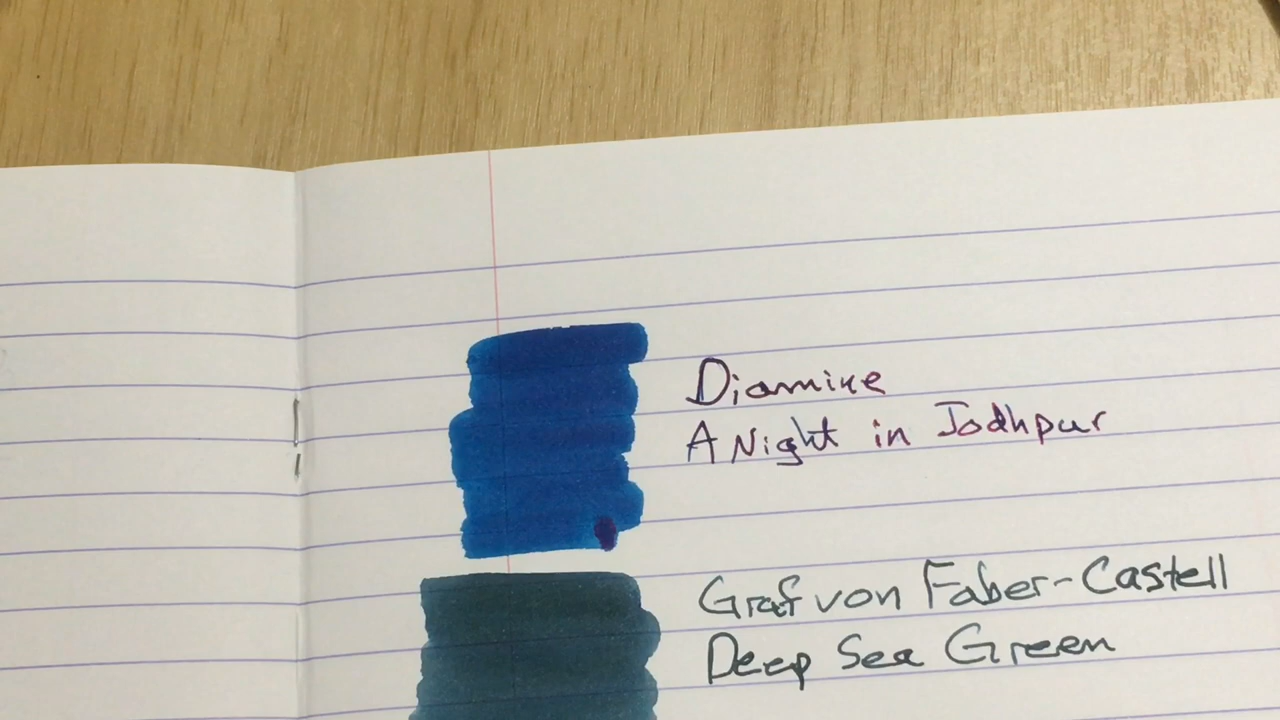 Diamine
A Night in Jodhpur
Graf von Faber-Castell
Deep Sea Green